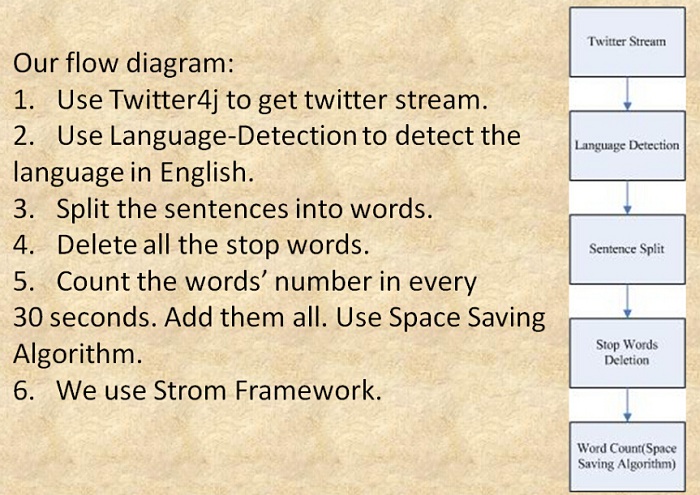 Our flow diagram:
1. Use Twitter4j to get twitter stream.
2. Use Language-Detection to detect the
language in English.
3. Split the sentences into words.
4. Delete all the stop words.
5. Count the words’ number in every
30 seconds. Add them all. Use Space Saving
Algorithm.
6. We use Strom Framework.
Twitter Stream
Language Detection
Sentence Split
Stop Words
Deletion
Word Count(Space
Saving Algorithm)